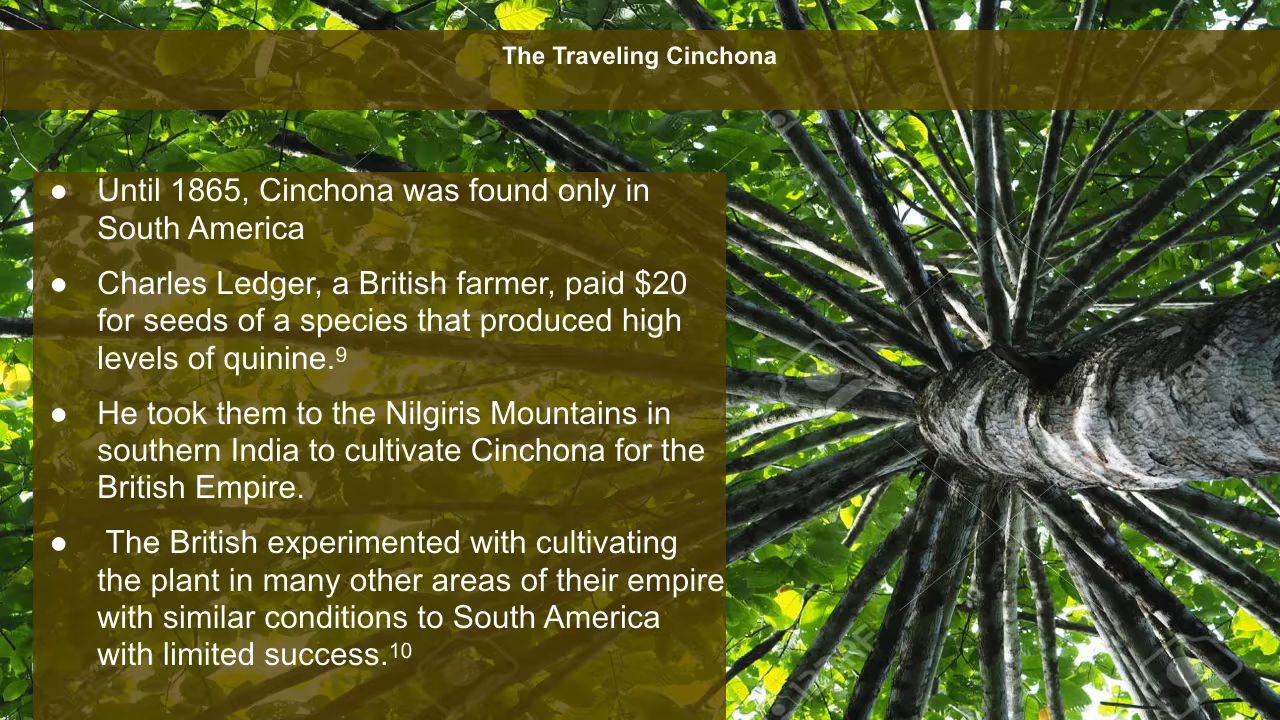 The Traveling Cinchona
● Until 1865, Cinchona was found only in
South America
● Charles Ledger, a British farmer, paid $20
for seeds of a species that produced high
levels of quinine.⁹
● He took them to the Nilgiris Mountains in
southern India to cultivate Cinchona for the
British Empire.
● The British experimented with cultivating
the plant in many other areas of their empire
with similar conditions to South America
with limited success.¹⁰